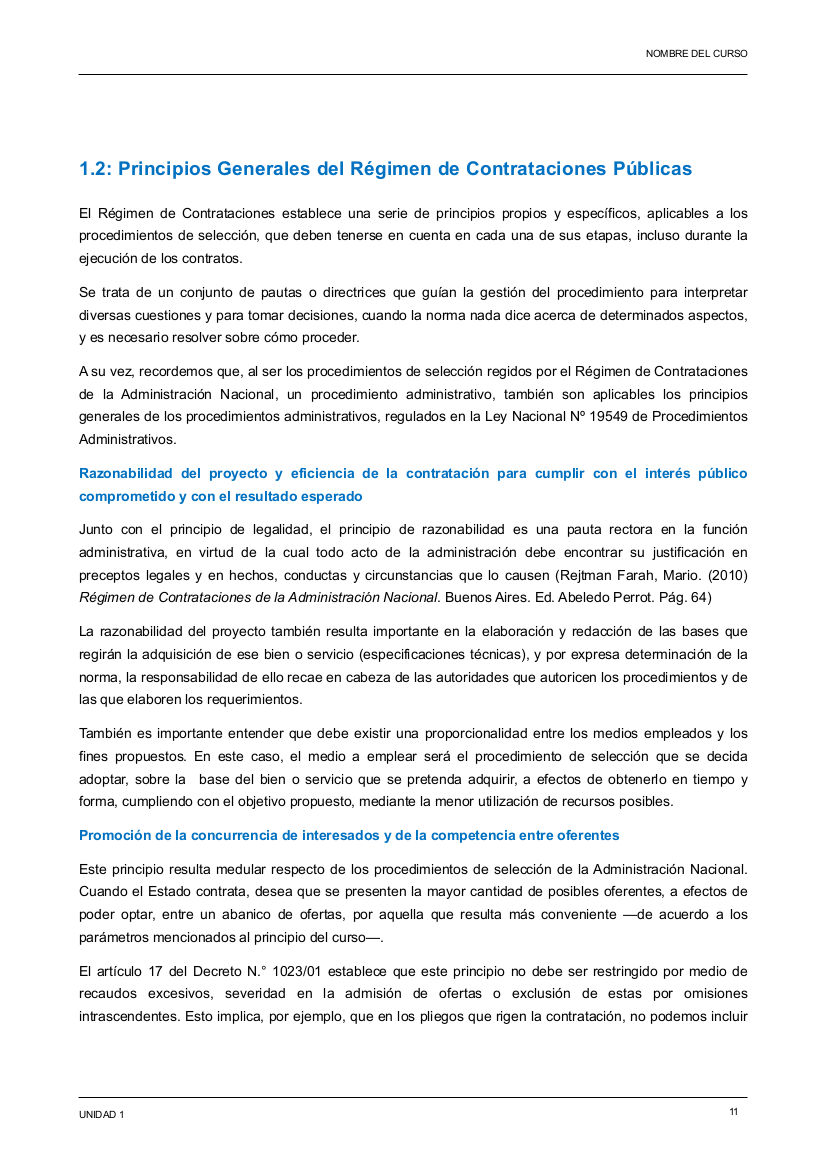 NOMBRE DEL CURSO
1.2: Principios Generales del Régimen de Contrataciones Públicas
El Régimen de Contrataciones establece una serie de principios propios y específicos, aplicables a los
procedimientos de selección, que deben tenerse en cuenta en cada una de sus etapas, incluso durante la
ejecución de los contratos.
Se trata de un conjunto de pautas o directrices que guían la gestión del procedimiento para interpretar
diversas cuestiones y para tomar decisiones, cuando la norma nada dice acerca de determinados aspectos,
y es necesario resolver sobre cómo proceder.
A su vez, recordemos que, al ser los procedimientos de selección regidos por el Régimen de Contrataciones
de la Administración Nacional, un procedimiento administrativo, también son aplicables los principios
generales de los procedimientos administrativos, regulados en la Ley Nacional Nº 19549 de Procedimientos
Administrativos.
Razonabilidad del proyecto y eficiencia de la contratación para cumplir con el interés público
comprometido y con el resultado esperado
Junto con el principio de legalidad, el principio de razonabilidad es una pauta rectora en la función
administrativa, en virtud de la cual todo acto de la administración debe encontrar su justificación en
preceptos legales y en hechos, conductas y circunstancias que lo causen (Rejtman Farah, Mario. (2010)
Régimen de Contrataciones de la Administración Nacional. Buenos Aires. Ed. Abeledo Perrot. Pág. 64)
La razonabilidad del proyecto también resulta importante en la elaboración y redacción de las bases que
regirán la adquisición de ese bien o servicio (especificaciones técnicas), y por expresa determinación de la
norma, la responsabilidad de ello recae en cabeza de las autoridades que autoricen los procedimientos y de
las que elaboren los requerimientos.
También es importante entender que debe existir una proporcionalidad entre los medios empleados y los
fines propuestos. En este caso, el medio a emplear será el procedimiento de selección que se decida
adoptar, sobre la base del bien o servicio que se pretenda adquirir, a efectos de obtenerlo en tiempo y
forma, cumpliendo con el objetivo propuesto, mediante la menor utilización de recursos posibles.
Promoción de la concurrencia de interesados y de la competencia entre oferentes
Este principio resulta medular respecto de los procedimientos de selección de la Administración Nacional.
Cuando el Estado contrata, desea que se presenten la mayor cantidad de posibles oferentes, a efectos de
poder optar, entre un abanico de ofertas, por aquella que resulta más conveniente —de acuerdo a los
parámetros mencionados al principio del curso—.
El artículo 17 del Decreto N.° 1023/01 establece que este principio no debe ser restringido por medio de
recaudos excesivos, severidad en la admisión de ofertas o exclusión de estas por omisiones
intrascendentes. Esto implica, por ejemplo, que en los pliegos que rigen la contratación, no podemos incluir
UNIDAD 1
11